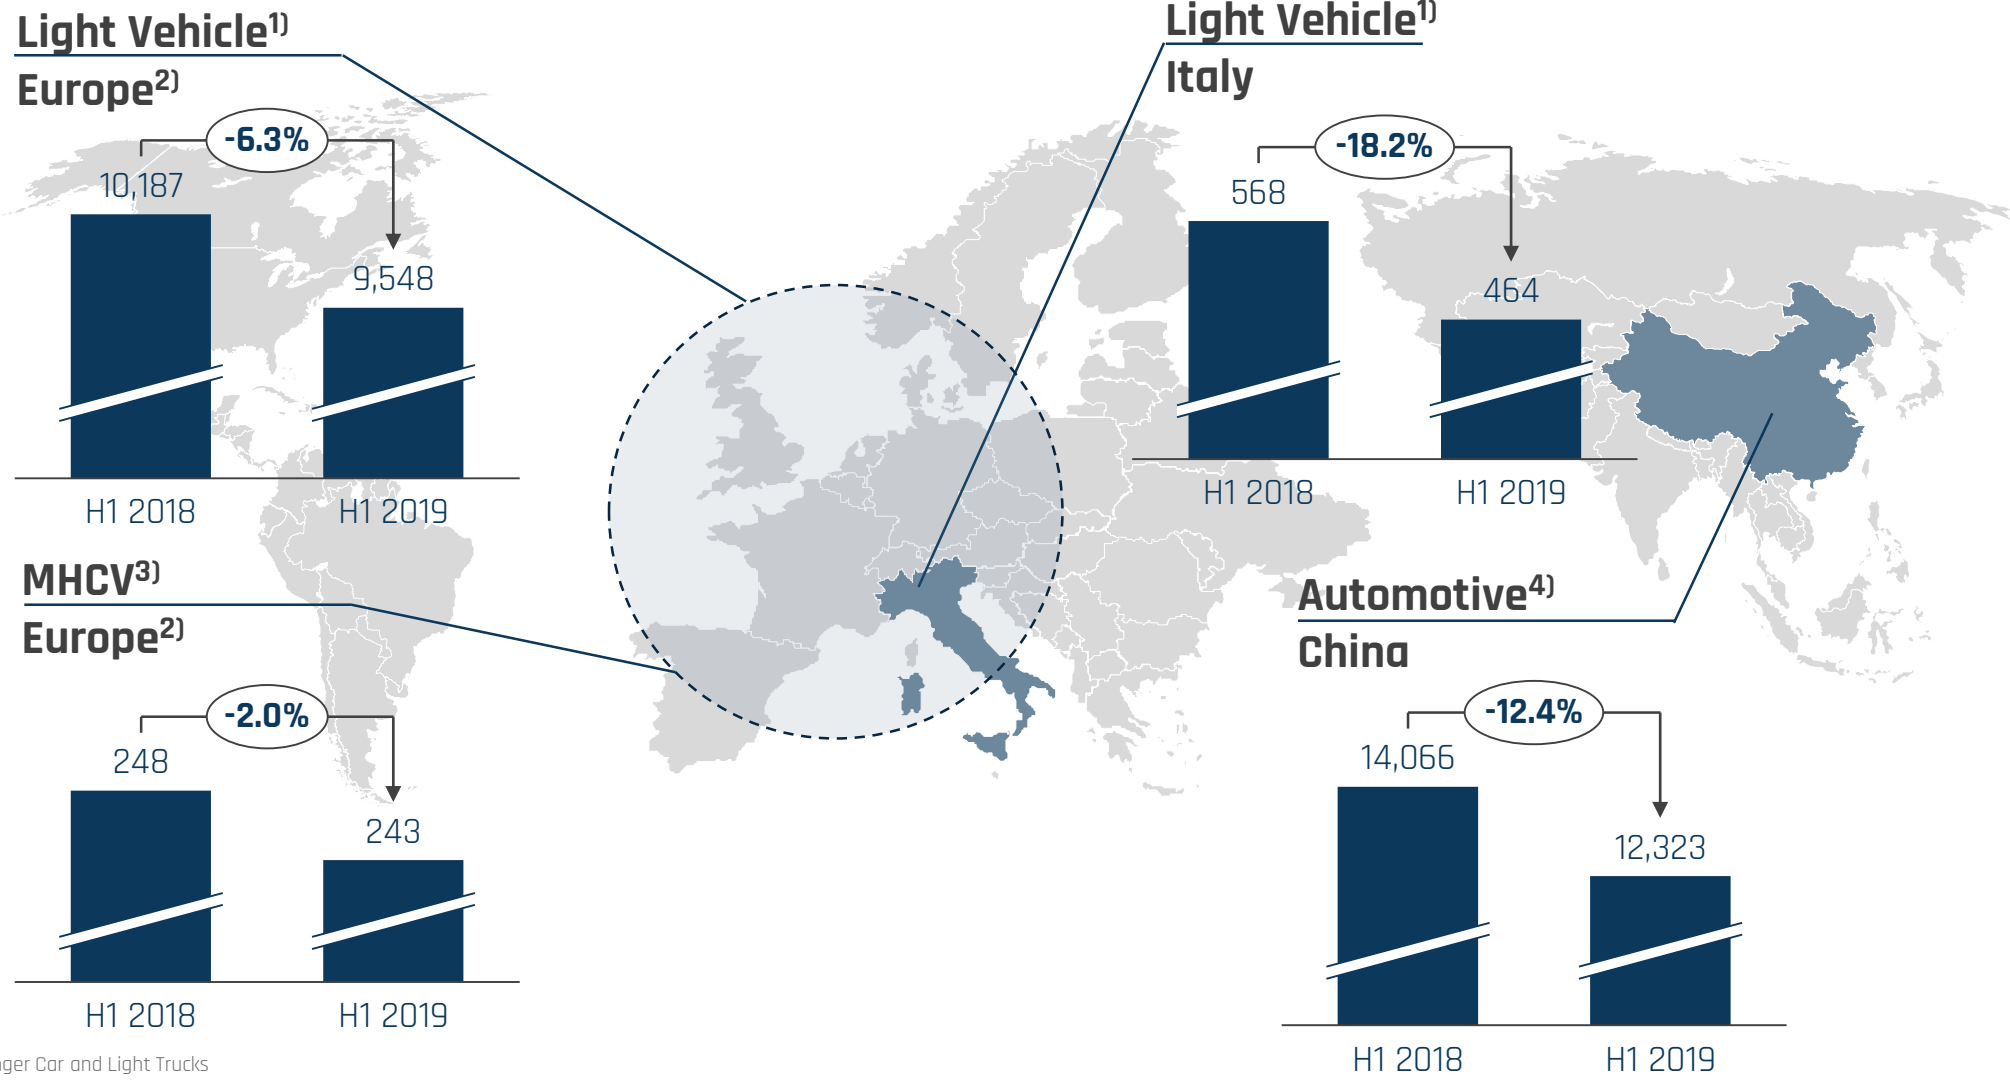 Light Vehicle1)
Europe2)
-6.3%
10,187
9,548
H1 2018
H1 2019
Light Vehicle1)
Italy
-18.2%
568
464
H1 2018
H1 2019
MHCV3)
Europe2)
-2.0%
248
243
H1 2018
H1 2019
Automotive4)
China
-12.4%
14,066
12,323
H1 2018
H1 2019
Car and Light Trucks